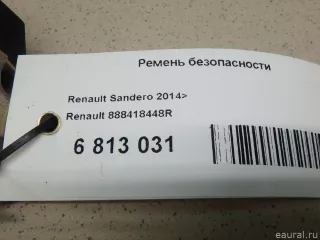 Ремень безопасности
Renault Sandero 2014>
Renault 888418448R
6 813 031
eaural.ru